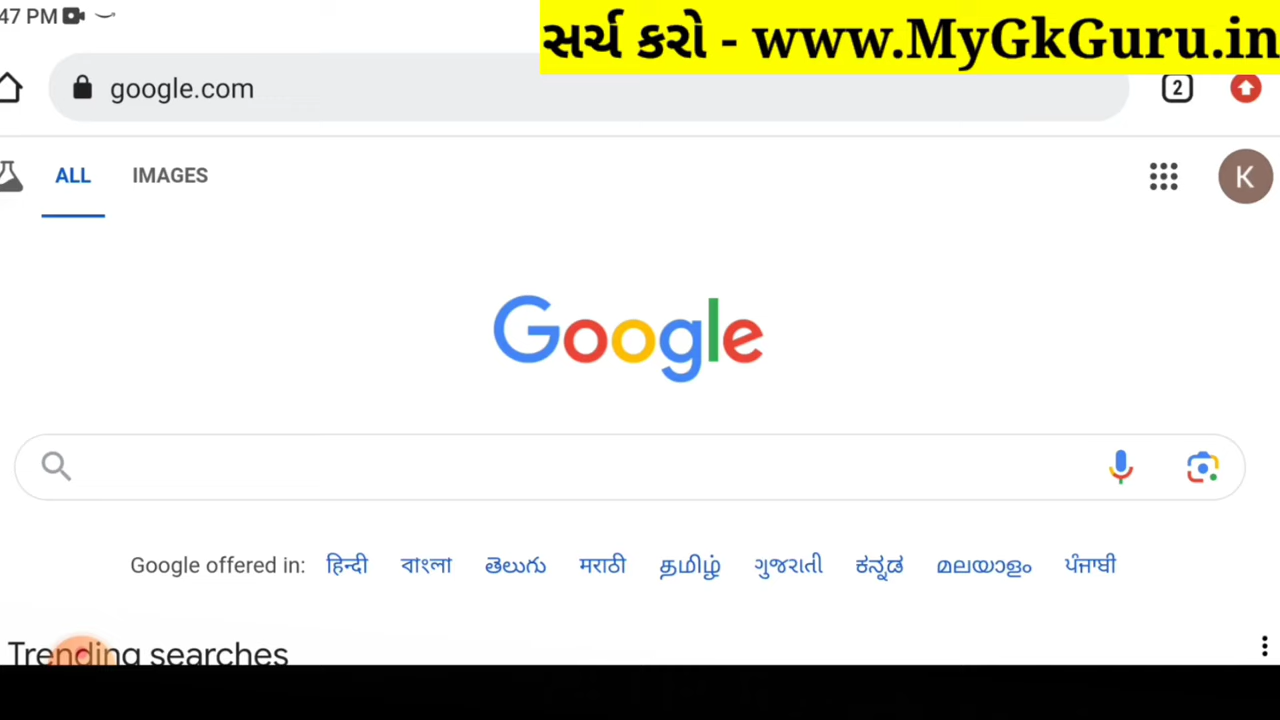 47 PM
સર્ચ કરો - www.MyGkGuru.in
google.com
2
ALL IMAGES
K
Google
Google offered in: हिन्दी বাংলা తెలుగు मराठी தமிழ் ગુજરાતી ಕನ್ನಡ മലയാളം ਪੰਜਾਬੀ
Trending searches